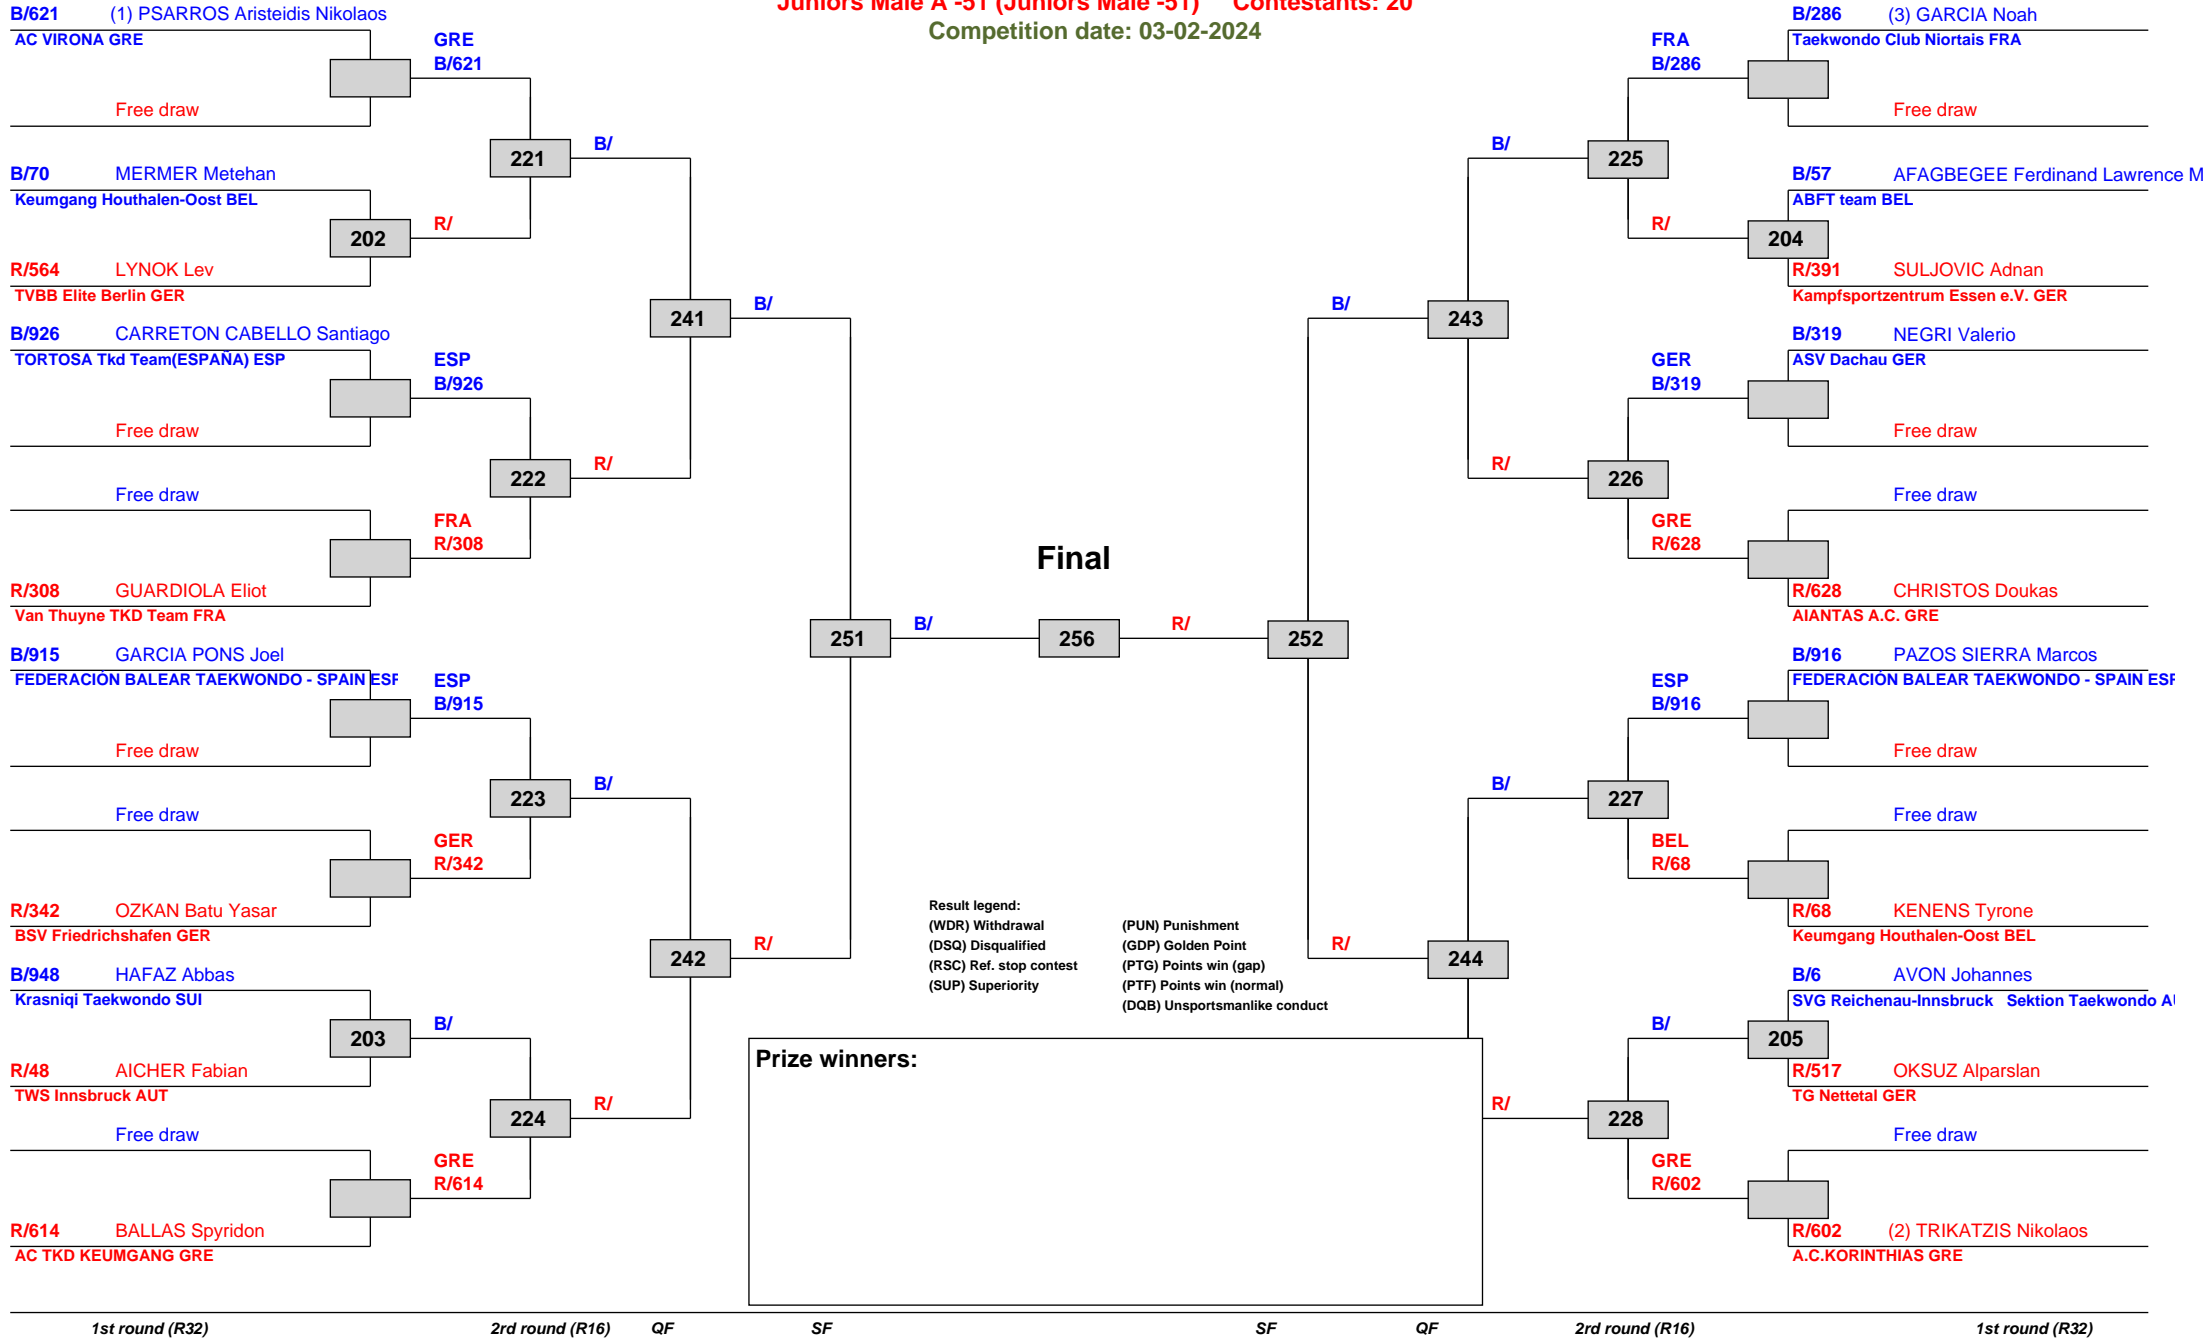 Juniors Male A -51 (Juniors Male -51) Contestants: 20
Competition date: 03-02-2024
B/621 (1) PSARROS Aristeidis Nikolaos
AC VIRONA GRE
GRE
B/621
Free draw
221
B/
B/70 MERMER Metehan
Keumgang Houthalen-Oost BEL
202
R/
R/564 LYNOK Lev
TVBB Elite Berlin GER
241
B/
B/926 CARRETON CABELLO Santiago
TORTOSA Tkd Team(ESPAÑA) ESP
ESP
B/926
Free draw
222
R/
Free draw
FRA
R/308
R/308 GUARDIOLA Eliot
Van Thuyne TKD Team FRA
251
B/
B/915 GARCIA PONS Joel
FEDERACIÓN BALEAR TAEKWONDO - SPAIN ESP
ESP
B/915
Free draw
223
B/
Free draw
GER
R/342
R/342 OZKAN Batu Yasar
BSV Friedrichshafen GER
242
R/
B/948 HAFAZ Abbas
Krasniqi Taekwondo SUI
203
B/
R/48 AICHER Fabian
TWS Innsbruck AUT
224
R/
Free draw
GRE
R/614
R/614 BALLAS Spyridon
AC TKD KEUMGANG GRE
Final
256
R/
252
Result legend:
(WDR) Withdrawal (PUN) Punishment
(DSQ) Disqualified (GDP) Golden Point
(RSC) Ref. stop contest (PTG) Points win (gap)
(SUP) Superiority (PTF) Points win (normal)
(DQB) Unsportsmanlike conduct
Prize winners:
B/286 (3) GARCIA Noah
Taekwondo Club Niortais FRA
FRA
B/286
Free draw
B/
225
B/57 AFAGBEGEE Ferdinand Lawrence M
ABFT team BEL
R/
204
R/391 SULJOVIC Adnan
Kampfsportzentrum Essen e.V. GER
B/
243
B/319 NEGRI Valerio
ASV Dachau GER
GER
B/319
Free draw
R/
226
Free draw
GRE
R/628
R/628 CHRISTOS Doukas
AIANTAS A.C. GRE
B/916 PAZOS SIERRA Marcos
FEDERACIÓN BALEAR TAEKWONDO - SPAIN ESP
ESP
B/916
Free draw
B/
227
Free draw
BEL
R/68
R/68 KENENS Tyrone
Keumgang Houthalen-Oost BEL
R/
244
B/6 AVON Johannes
SVG Reichenau-Innsbruck Sektion Taekwondo
B/
205
R/517 OKSUZ Alparslan
TG Nettetal GER
R/
228
Free draw
GRE
R/602
R/602 (2) TRIKATZIS Nikolaos
A.C.KORINTHIAS GRE
1st round (R32) 2rd round (R16) QF SF SF QF 2rd round (R16) 1st round (R32)